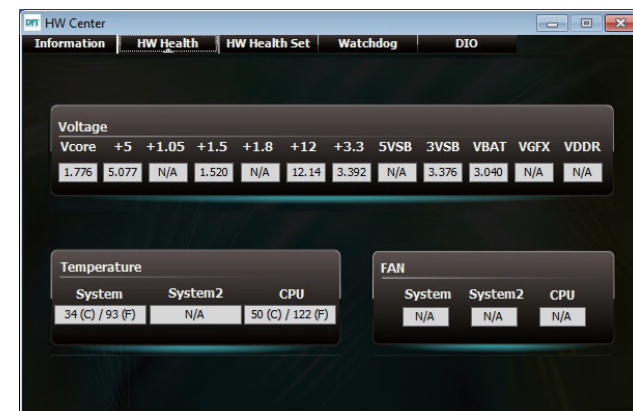 DFI HW Center
Information HW Health HW Health Set Watchdog DIO
Voltage
Vcore +5 +1.05 +1.5 +1.8 +12 +3.3 5VSB 3VSB VBAT VGFX VDDR
1.776 5.077 N/A 1.520 N/A 12.14 3.392 N/A 3.376 3.040 N/A N/A
Temperature
System System2 CPU
34 (C) / 93 (F) N/A 50 (C) / 122 (F)
FAN
System System2 CPU
N/A N/A N/A